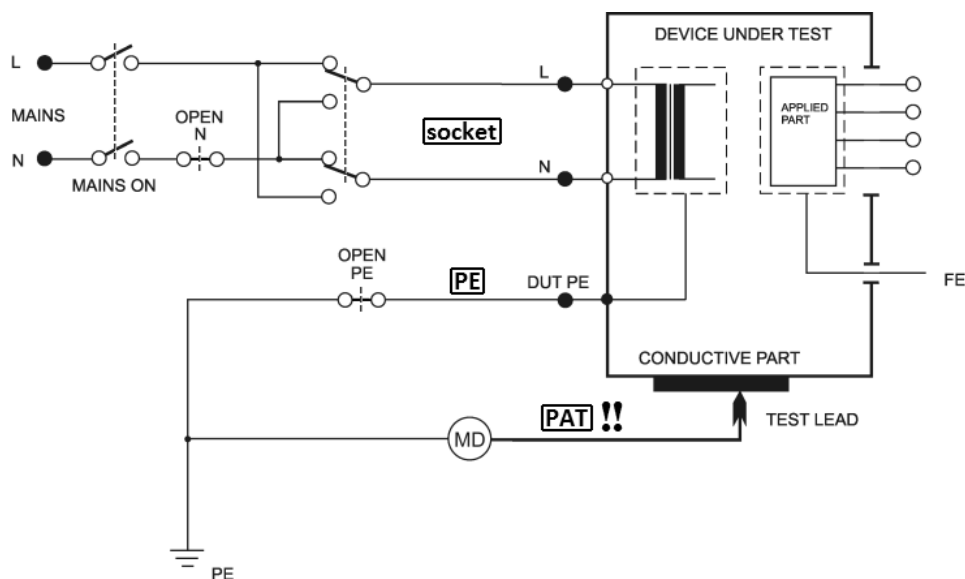 DEVICE UNDER TEST
L
MAINS
OPEN
N
N
MAINS ON
L
socket
N
APPLIED
PART
OPEN
PE
PE
DUT PE
FE
CONDUCTIVE PART
PAT !!
TEST LEAD
MD
PE